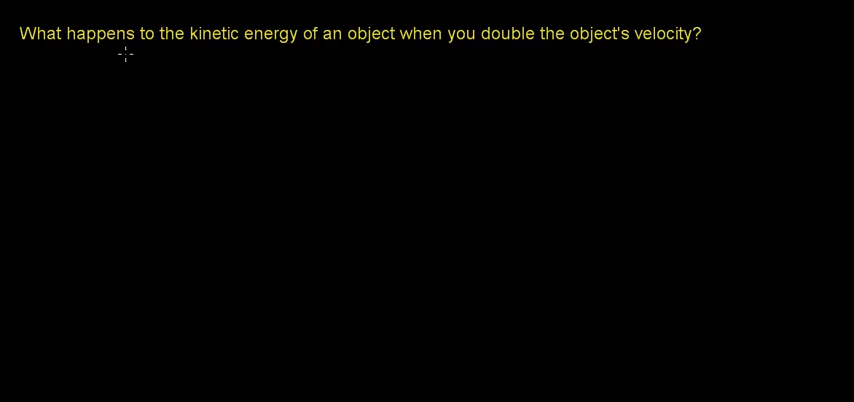 What happens to the kinetic energy of an object when you double the object's velocity?